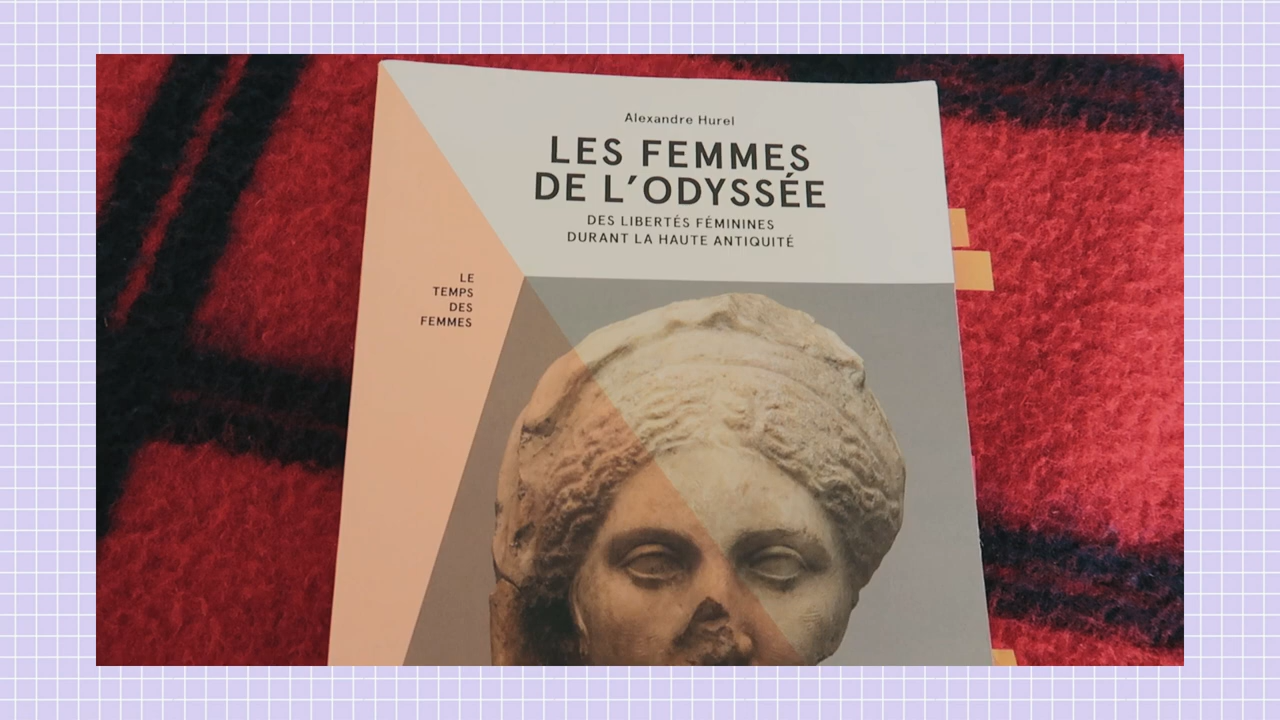 Alexandre Hurel
LES FEMMES
DE L'ODYSSÉE
DES LIBERTÉS FÉMININES
DURANT LA HAUTE ANTIQUITÉ
LE
TEMPS
DES
FEMMES